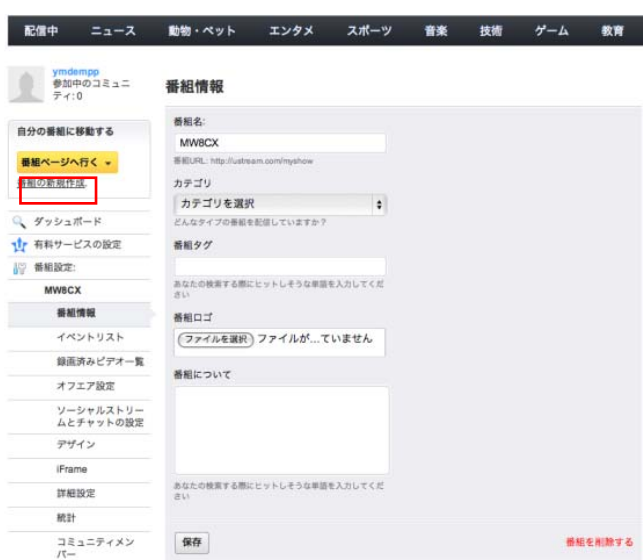 配信中 ニュース 動物・ペット エンタメ スポーツ 音楽 技術 ゲーム 教育
ymdempp
参加中のコミュニ
ティ:0
自分の番組に移動する
番組ページへ行く
番組の新規作成
ダッシュボード
有料サービスの設定
番組設定:
MW8CX
番組情報
イベントリスト
録画済みビデオ一覧
オフエア設定
ソーシャルストリー
ムとチャットの設定
デザイン
iFrame
詳細設定
統計
コミュニティメン
バー
番組情報
番組名:
MW8CX
番組URL: http://ustream.com/myshow
カテゴリ
カテゴリを選択
どんなタイプの番組を配信していますか？
番組タグ
あなたの検索する際にヒットしそうな単語を入力してくだ
さい
番組ロゴ
ファイルを選択 ファイルが...ていません
番組について
あなたの検索する際にヒットしそうな単語を入力してくだ
さい
保存
番組を削除する